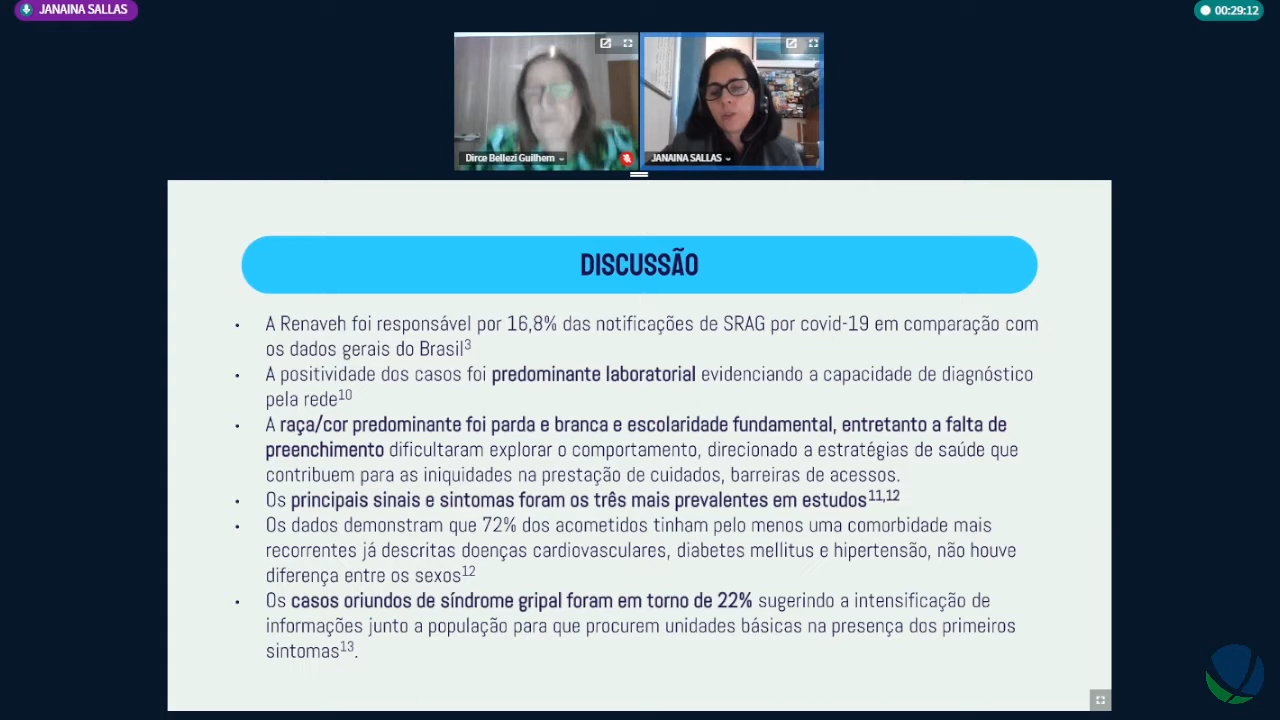 JANAINA SALLAS
00:29:12
Dirce Bellezi Guilhem
JANAINA SALLAS
DISCUSSÃO
• A Renaveh foi responsável por 16,8% das notificações de SRAG por covid-19 em comparação com
os dados gerais do Brasil³
• A positividade dos casos foi predominante laboratorial evidenciando a capacidade de diagnóstico
pela rede¹⁰
• A raça/cor predominante foi parda e branca e escolaridade fundamental, entretanto a falta de
preenchimento dificultaram explorar o comportamento, direcionado a estratégias de saúde que
contribuem para as iniquidades na prestação de cuidados, barreiras de acessos.
• Os principais sinais e sintomas foram os três mais prevalentes em estudos¹¹,¹²
• Os dados demonstram que 72% dos acometidos tinham pelo menos uma comorbidade mais
recorrentes já descritas doenças cardiovasculares, diabetes mellitus e hipertensão, não houve
diferença entre os sexos¹²
• Os casos oriundos de síndrome gripal foram em torno de 22% sugerindo a intensificação de
informações junto a população para que procurem unidades básicas na presença dos primeiros
sintomas¹³.